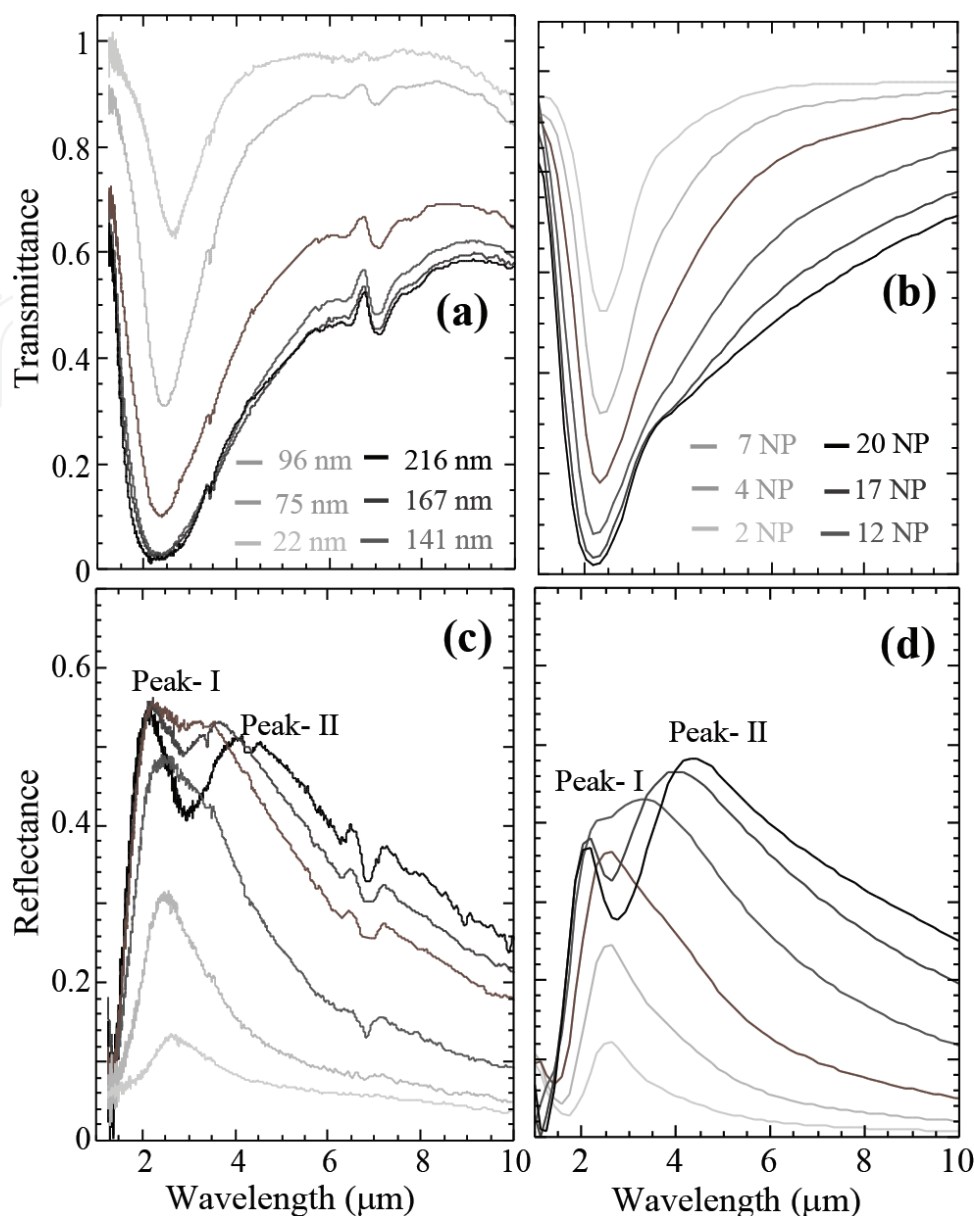 1
0.8
0.6
0.4
0.2
0
Transmittance
(a)
96 nm 216 nm
75 nm 167 nm
22 nm 141 nm
(b)
7 NP 20 NP
4 NP 17 NP
2 NP 12 NP
0.6
0.4
0.2
0
Reflectance
(c)
Peak- I
Peak- II
2 4 6 8 10
Wavelength (μm)
(d)
Peak- II
Peak- I
2 4 6 8 10
Wavelength (μm)